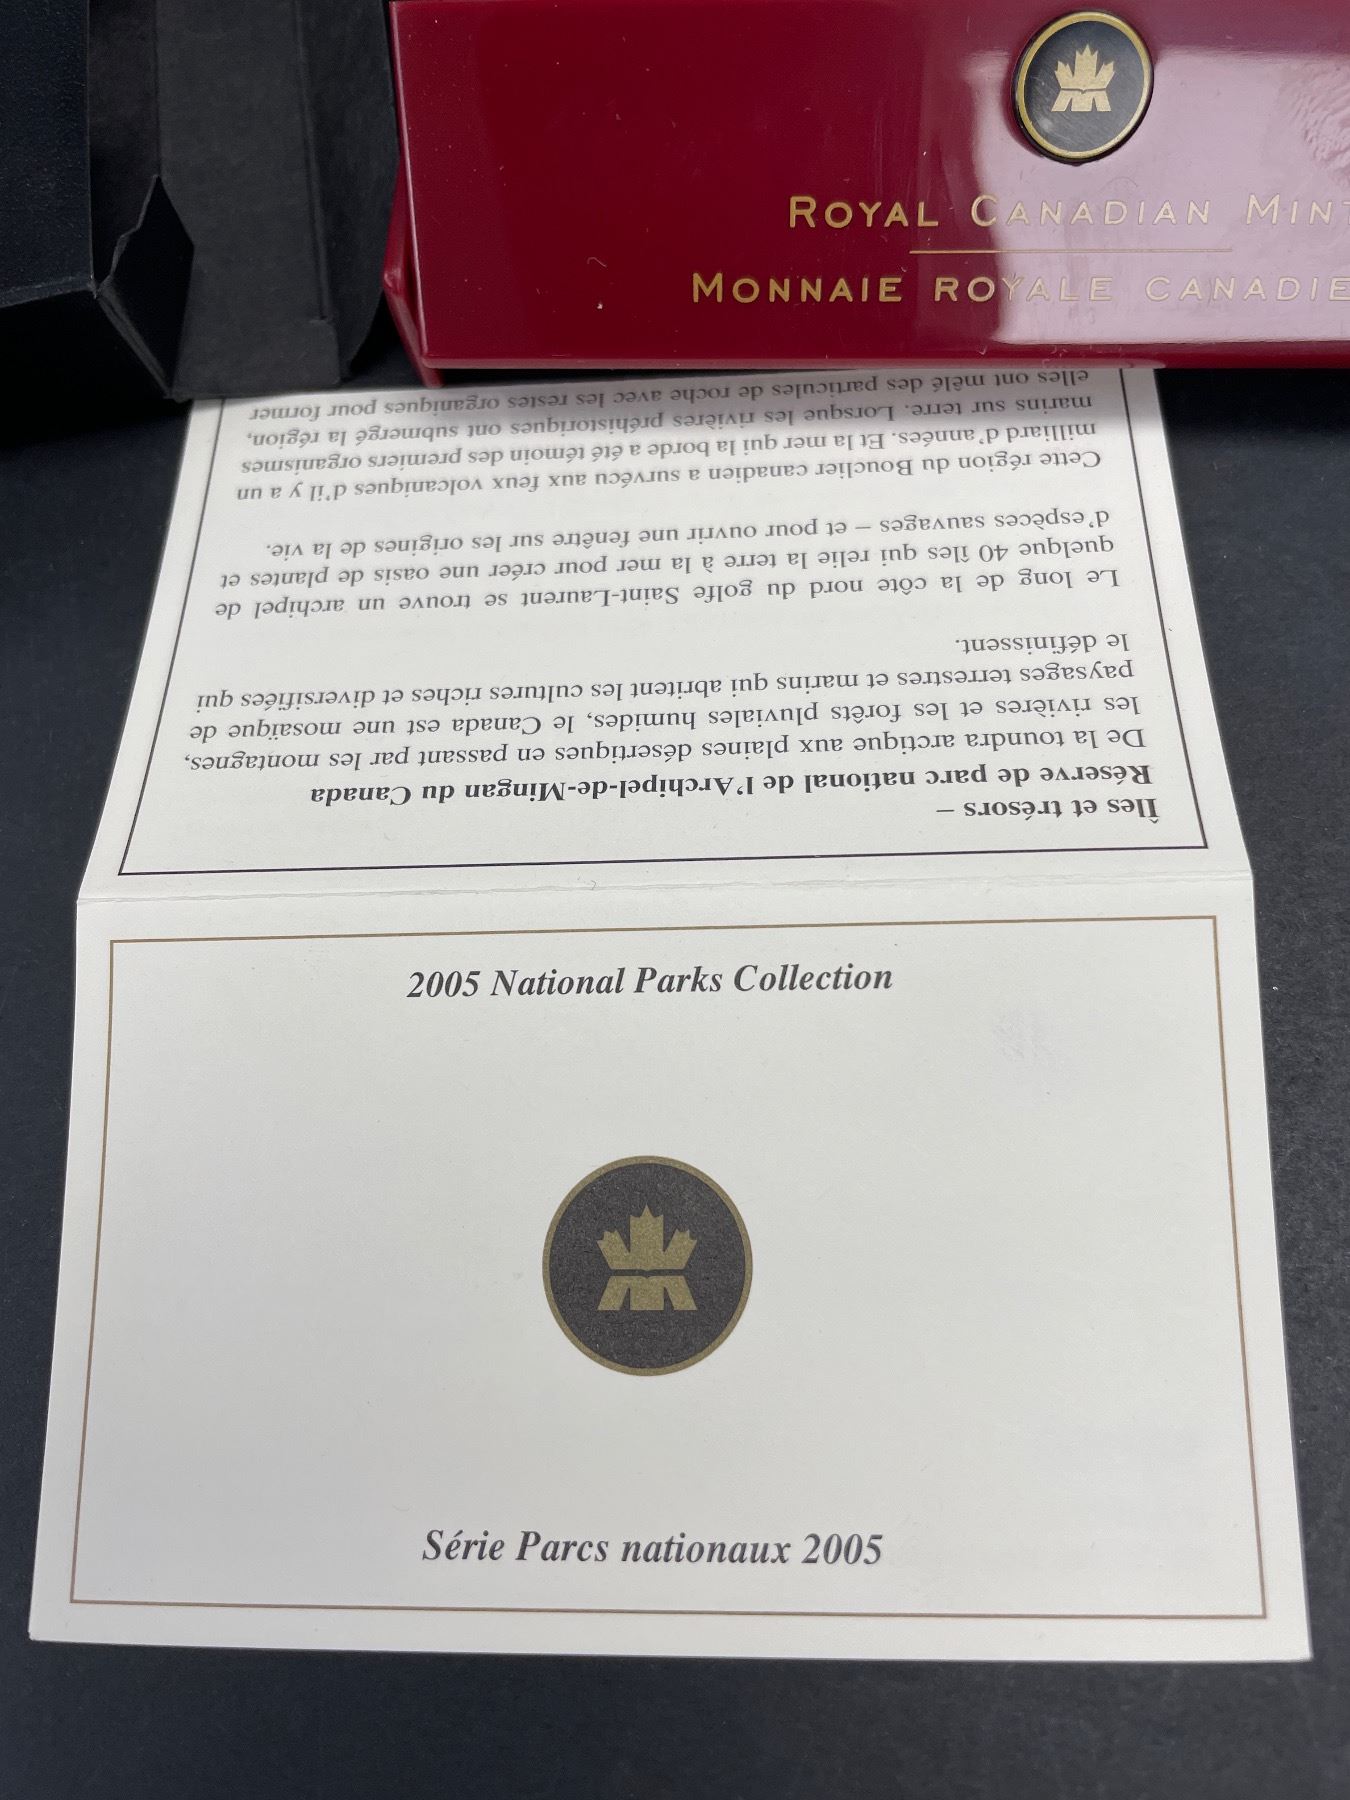 ROYAL CANADIAN MINT
MONNAIE ROYALE CANADIE
Îles et trésors –
Réserve de parc national de l'Archipel-de-Mingan du Canada
De la toundra arctique aux plaines désertiques en passant par les montagnes,
les rivières et les forêts pluviales humides, le Canada est une mosaïque de
paysages terrestres et marins qui abritent les cultures riches et diversifiées qui
le définissent.
Le long de la côte nord du golfe Saint-Laurent se trouve un archipel de
quelque 40 îles qui relie la terre à la mer pour créer une oasis de plantes et
d'espèces sauvages – et pour ouvrir une fenêtre sur les origines de la vie.
Cette région du Bouclier canadien a survécu aux feux volcaniques d'il y a un
milliard d'années. Et la mer qui la borde a été témoin des premiers organismes
marins sur terre. Lorsque les rivières préhistoriques ont submergé la région,
elles ont mêlé des particules de roche avec les restes organiques pour former
2005 National Parks Collection
Série Parcs nationaux 2005